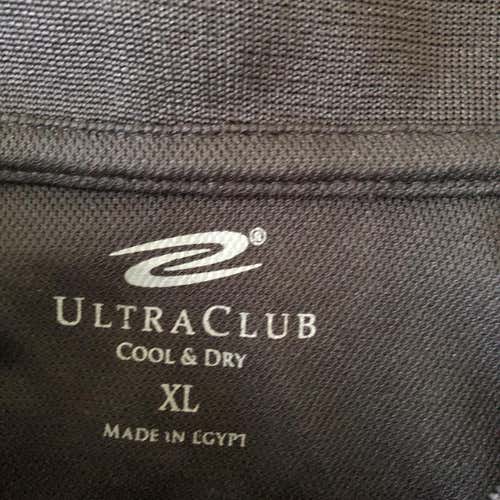 ®
ULTRACLUB
COOL & DRY
XL
MADE IN EGYPT